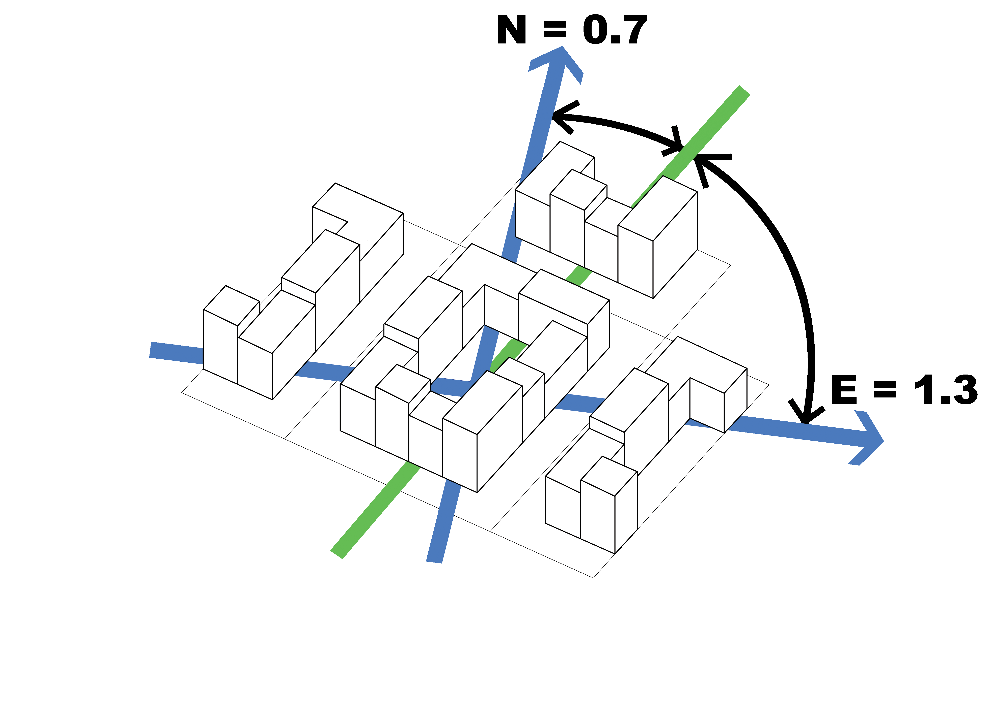 N = 0.7
E = 1.3